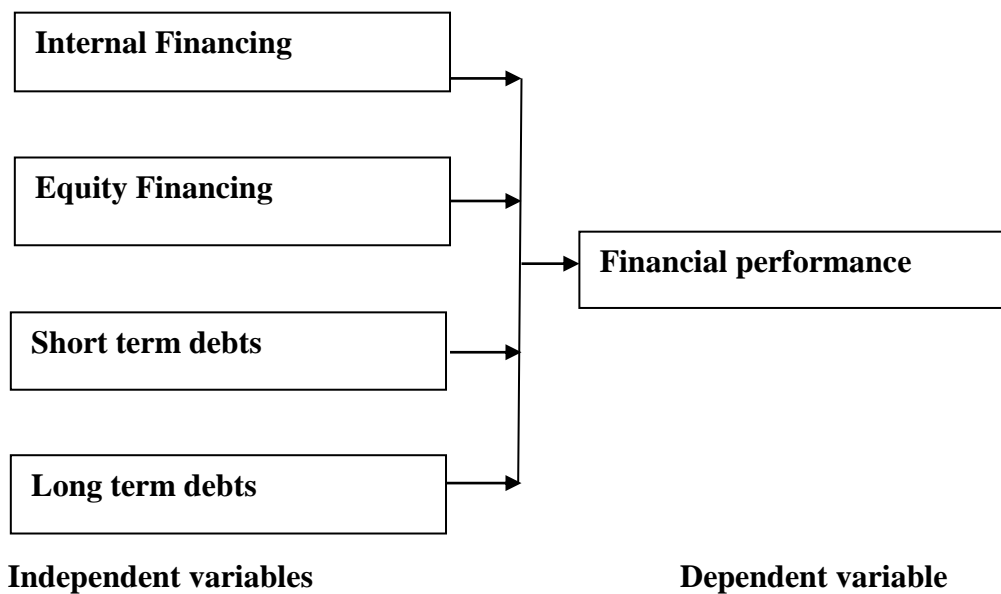 Internal Financing
Equity Financing
Financial performance
Short term debts
Long term debts
Independent variables
Dependent variable